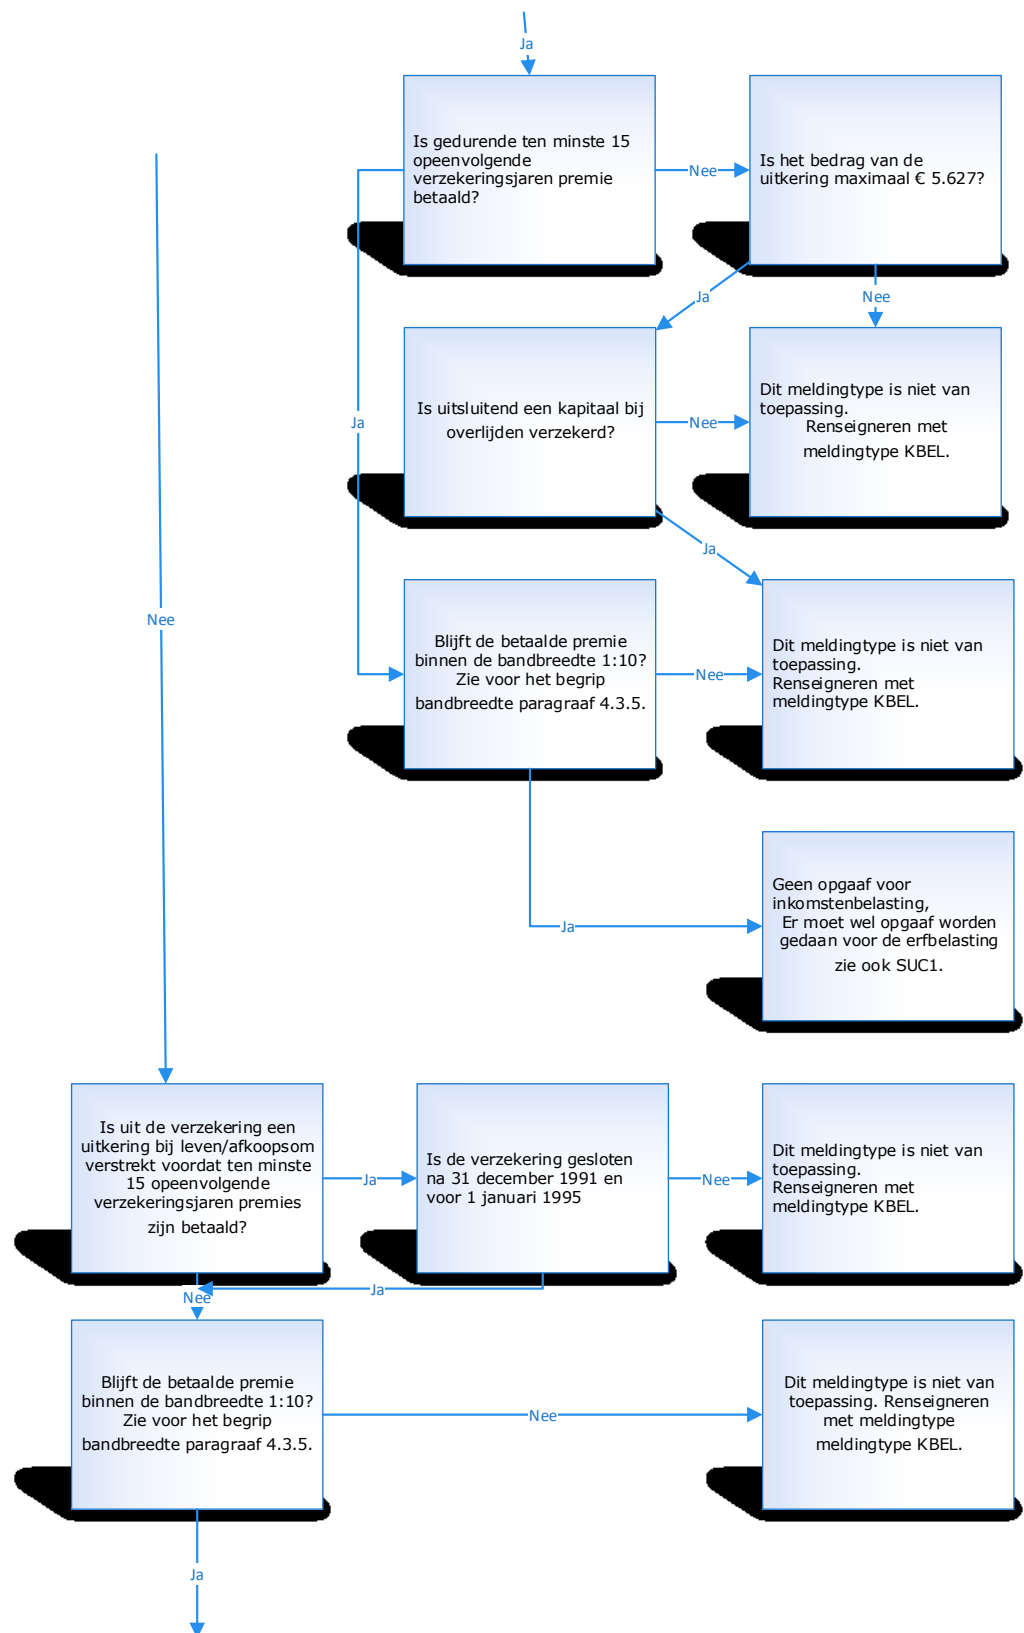 Ja
Is gedurende ten minste 15
opeenvolgende
verzekeringsjaren premie
betaald?
Nee
Is het bedrag van de
uitkering maximaal € 5.627?
Ja
Nee
Is uitsluitend een kapitaal bij
overlijden verzekerd?
Nee
Dit meldingtype is niet van
toepassing.
Renseigneren met
meldingtype KBEL.
Ja
Ja
Nee
Blijft de betaalde premie
binnen de bandbreedte 1:10?
Zie voor het begrip
bandbreedte paragraaf 4.3.5.
Nee
Dit meldingtype is niet van
toepassing.
Renseigneren met
meldingtype KBEL.
Ja
Geen opgaaf voor
inkomstenbelasting,
Er moet wel opgaaf worden
gedaan voor de erfbelasting
zie ook SUC1.
Is uit de verzekering een
uitkering bij leven/afkoopsom
verstrekt voordat ten minste
15 opeenvolgende
verzekeringsjaren premies
zijn betaald?
Ja
Is de verzekering gesloten
na 31 december 1991 en
voor 1 januari 1995
Nee
Dit meldingtype is niet van
toepassing.
Renseigneren met
meldingtype KBEL.
Ja
Nee
Blijft de betaalde premie
binnen de bandbreedte 1:10?
Zie voor het begrip
bandbreedte paragraaf 4.3.5.
Nee
Dit meldingtype is niet van
toepassing. Renseigneren
met meldingtype
meldingtype KBEL.
Ja